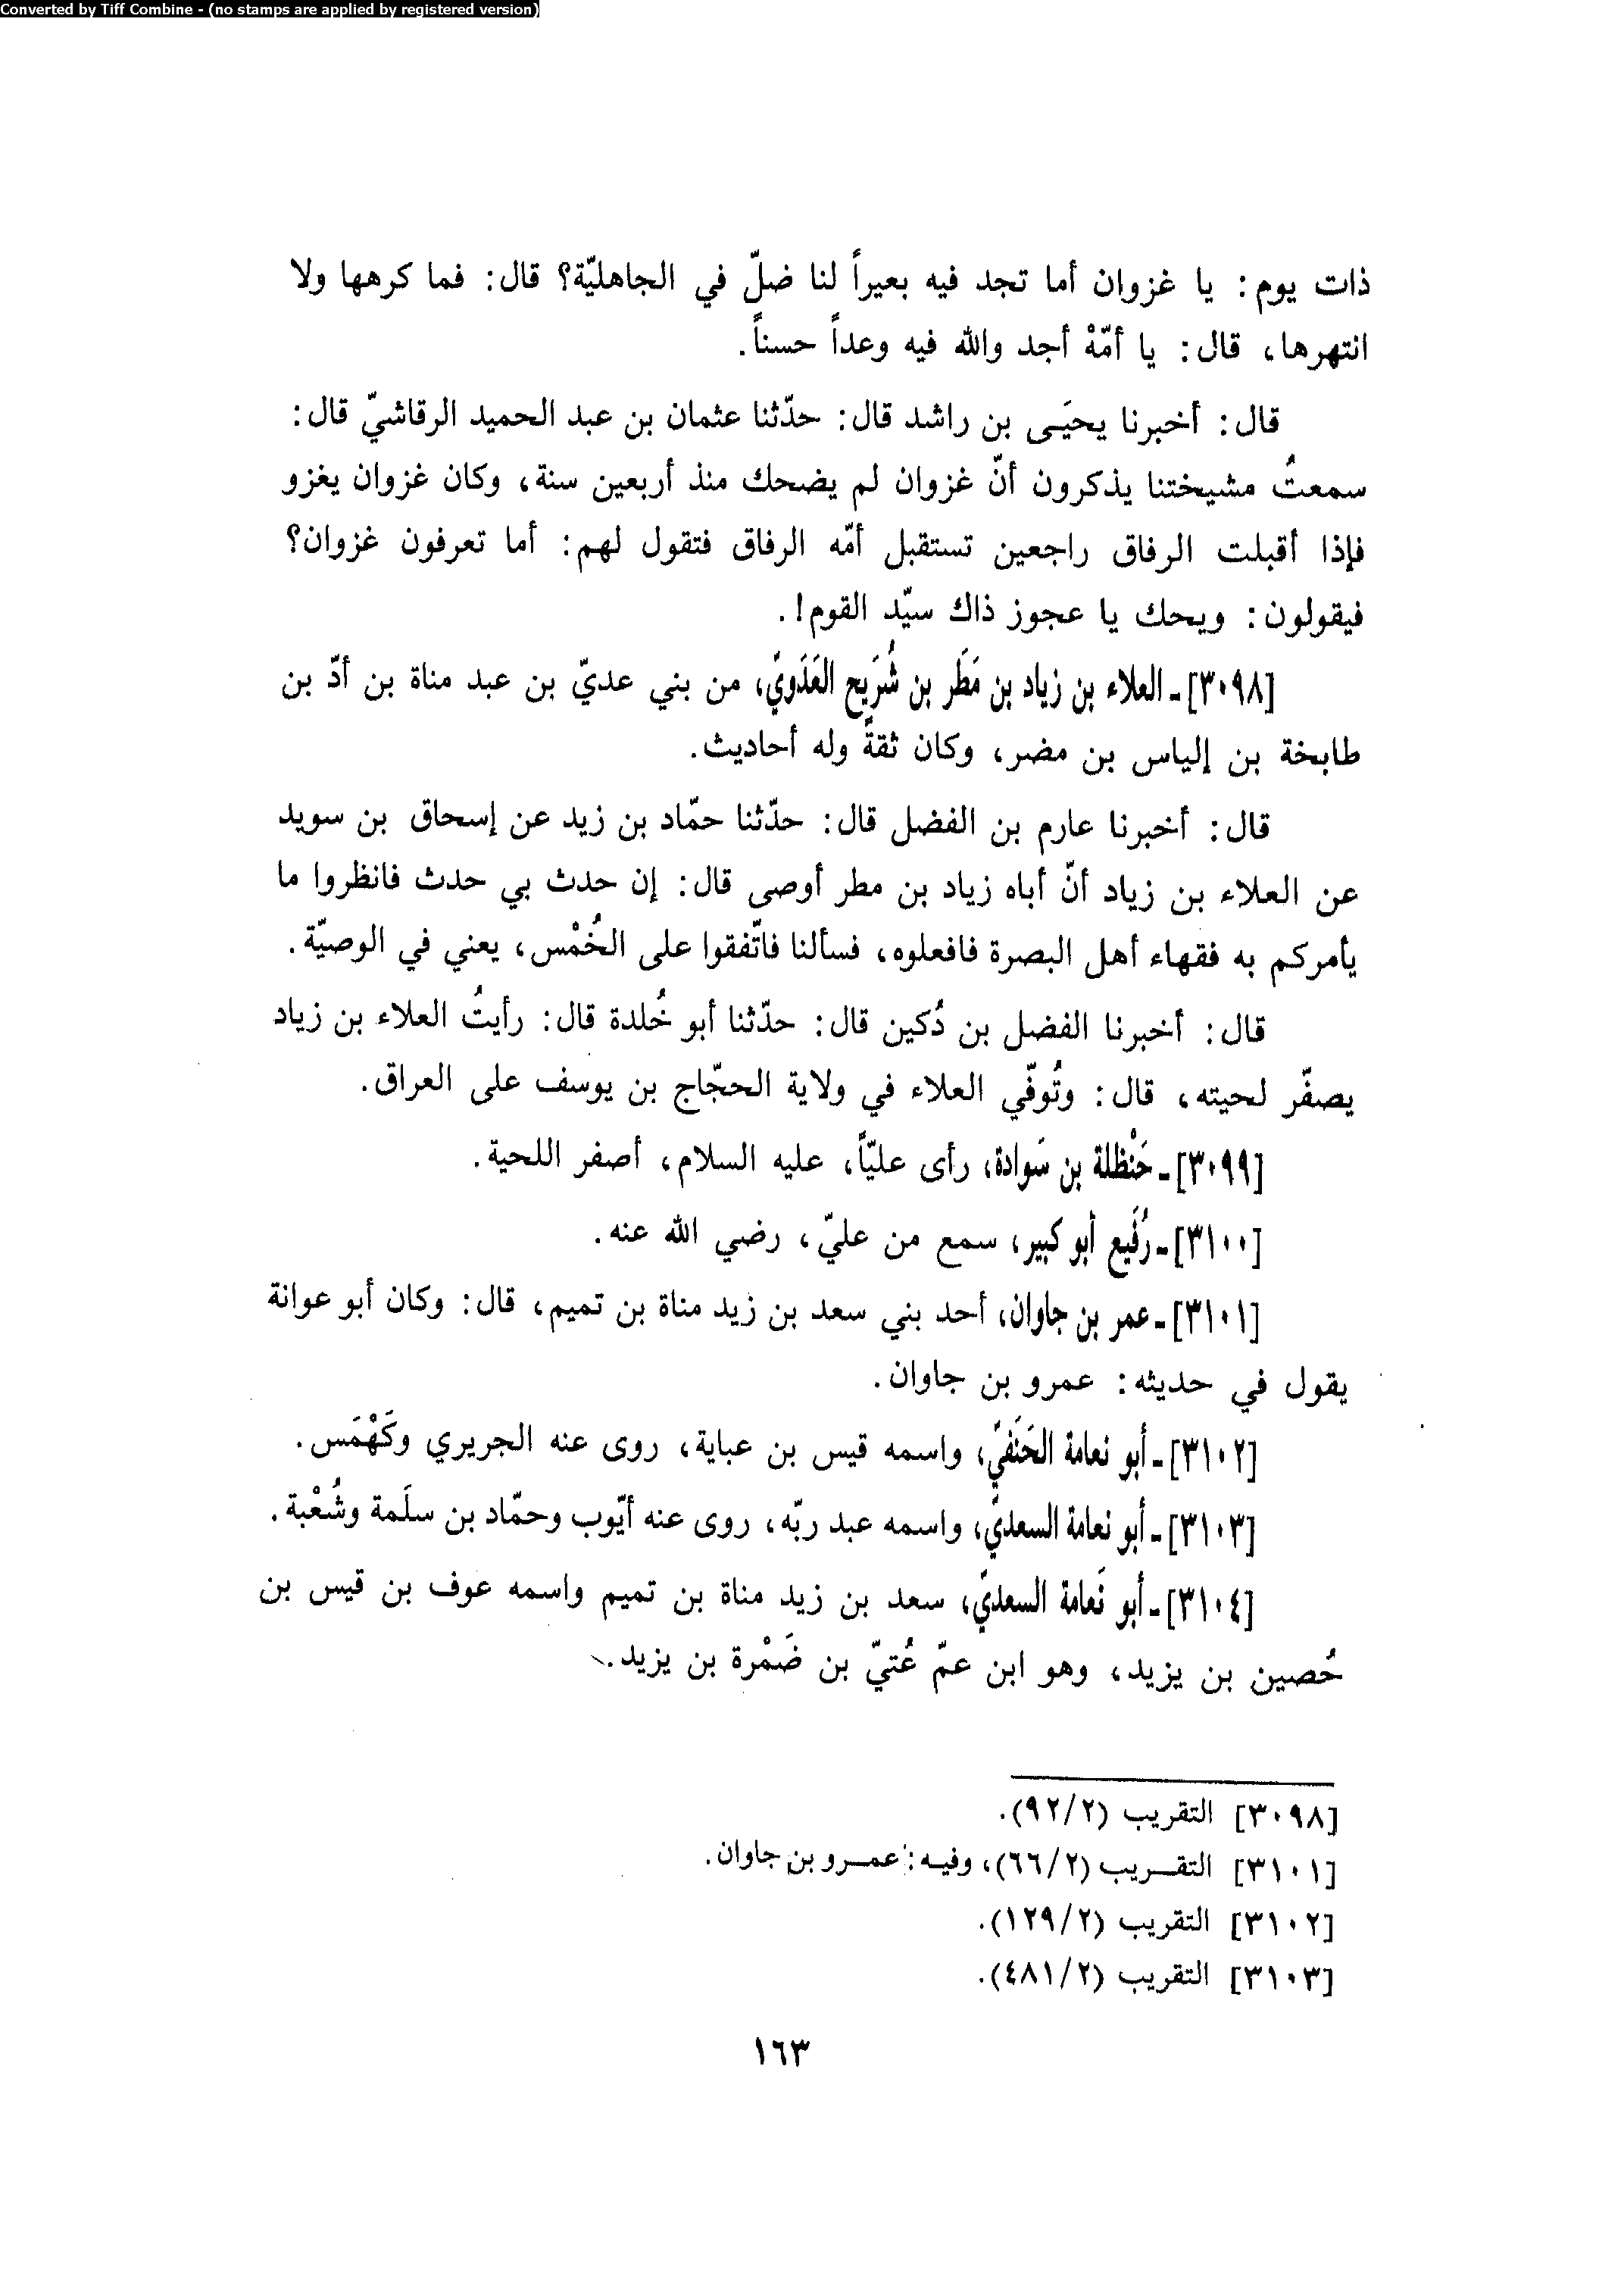 Converted by Tiff Combine - (no stamps are applied by registered version)
ذات يوم: يا غزوان أما تجد فيه بعيراً لنا ضلّ في الجاهليّة؟ قال: فما كرهها ولا
انتهرها، قال: يا أمّهْ أجد والله فيه وعداً حسناً.
قال: أخبرنا يحيَى بن راشد قال: حدّثنا عثمان بن عبد الحميد الرقاشيّ قال:
سمعتُ مشيختنا يذكرون أنّ غزوان لم يضحك منذ أربعين سنة، وكان غزوان يغزو
فإذا أقبلت الرفاق راجعين تستقبل أمّه الرفاق فتقول لهم: أما تعرفون غزوان؟
فيقولون: ويحك يا عجوز ذاك سيّد القوم!.
[٣٠٩٨]ـ العلاء بن زياد بن مَطَر بن شُرَيح العَدَويّ، من بني عديّ بن عبد مناة بن أدّ بن
طابخة بن إلياس بن مضر، وكان ثقةً وله أحاديث.
قال: أخبرنا عارم بن الفضل قال: حدّثنا حمّاد بن زيد عن إسحاق بن سويد
عن العلاء بن زياد أنّ أباه زياد بن مطر أوصى قال: إن حدث بي حدث فانظروا ما
يأمركم به فقهاء أهل البصرة فافعلوه، فسألنا فاتّفقوا على الخُمْس، يعني في الوصيّة.
قال: أخبرنا الفضل بن دُكين قال: حدّثنا أبو خُلدة قال: رأيتُ العلاء بن زياد
يصفّر لحيته، قال: وتُوفّي العلاء في ولاية الحجّاج بن يوسف على العراق.
[٣٠٩٩]ـ حَنْظلة بن سَوادة، رأى عليّاً، عليه السلام، أصفر اللحية.
[٣١٠٠]ـ رُفَيع أبو كبير، سمع من عليّ، رضي الله عنه.
[٣١٠١]ـ عمر بن جاوان، أحد بني سعد بن زيد مناة بن تميم، قال: وكان أبو عوانة
يقول في حديثه: عمرو بن جاوان.
[٣١٠٢]ـ أبو نعامة الحَنَفيّ، واسمه قيس بن عباية، روى عنه الجريري وكَهْمَس.
[٣١٠٣]ـ أبو نعامة السعديّ، واسمه عبد ربّه، روى عنه أيّوب وحمّاد بن سلَمة وشُعْبة.
[٣١٠٤]ـ أبو نَعامة السعديّ، سعد بن زيد مناة بن تميم واسمه عوف بن قيس بن
حُصين بن يزيد، وهو ابن عمّ عُتيّ بن ضَمْرة بن يزيد.
[٣٠٩٨] التقريب (٩٢/٢).
[٣١٠١] التقريب (٦٦/٢)، وفيه: عمرو بن جاوان.
[٣١٠٢] التقريب (١٢٩/٢).
[٣١٠٣] التقريب (٤٨١/٢).
١٦٣